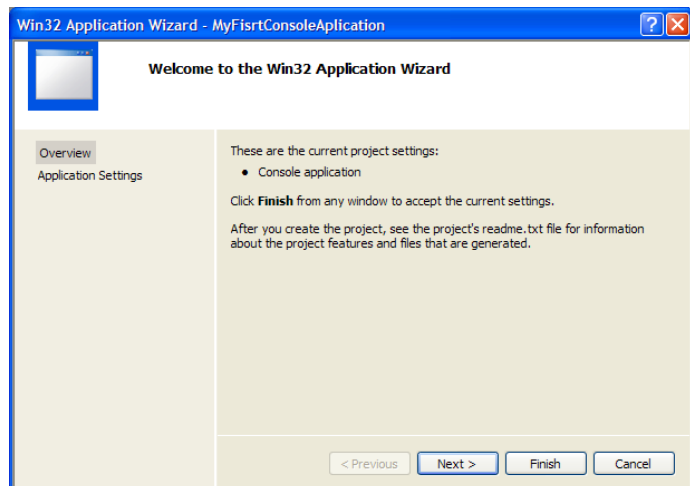 Win32 Application Wizard - MyFisrtConsoleAplication
Welcome to the Win32 Application Wizard
Overview
Application Settings
These are the current project settings:
• Console application
Click Finish from any window to accept the current settings.
After you create the project, see the project's readme.txt file for information
about the project features and files that are generated.
< Previous
Next >
Finish
Cancel